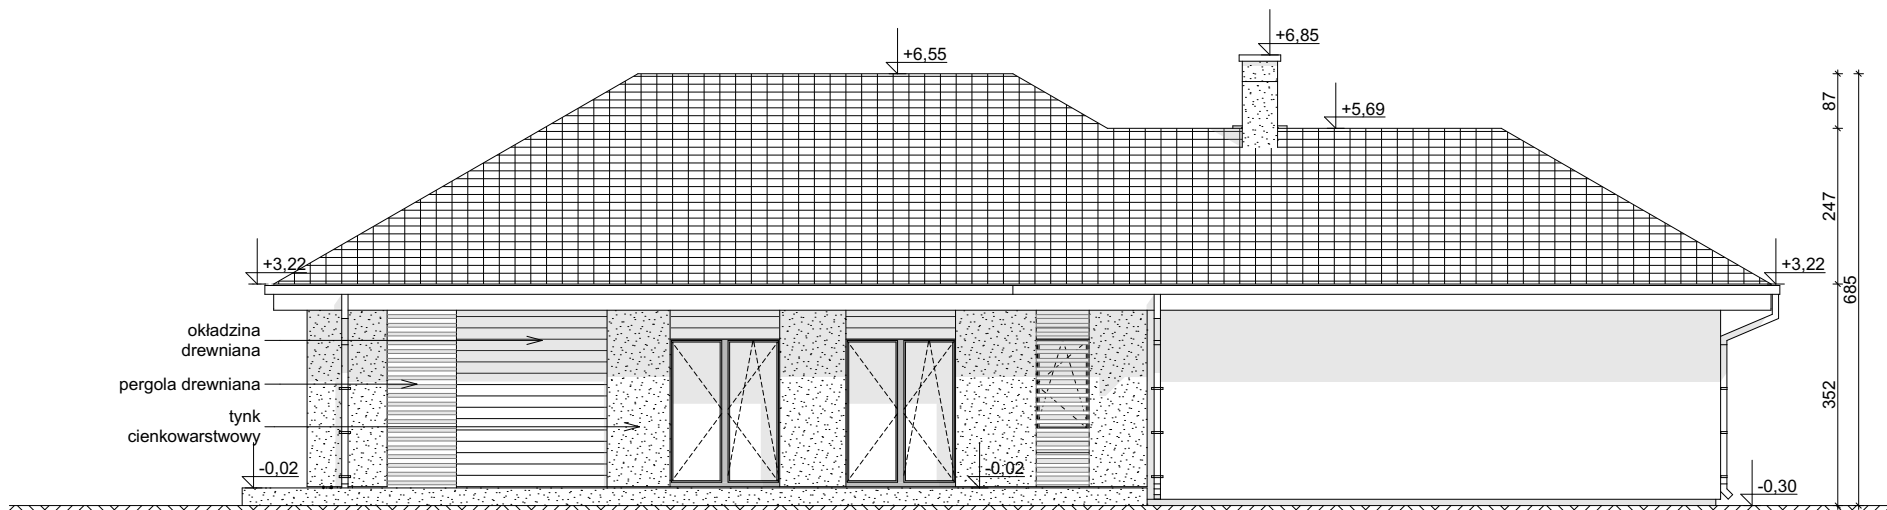 +6,85
+6,55
+5,69
87
247
685
+3,22
+3,22
okładzina
drewniana
pergola drewniana
352
tynk
cienkowarstwowy
-0,02
-0,02
-0,30